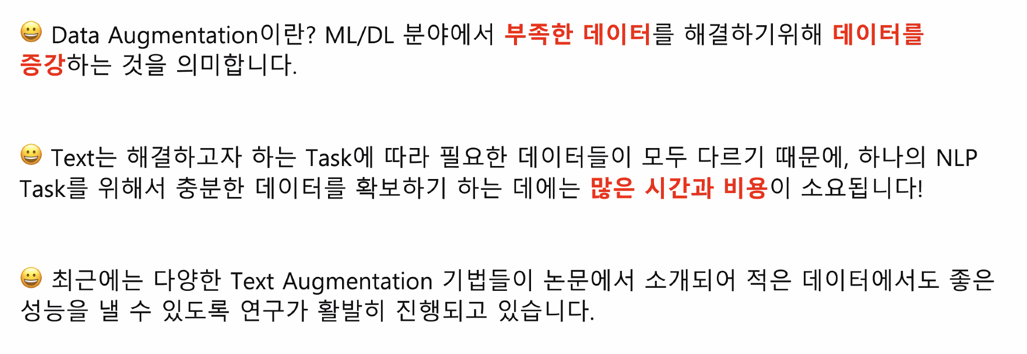 😀 Data Augmentation이란? ML/DL 분야에서 부족한 데이터를 해결하기위해 데이터를
증강하는 것을 의미합니다.
😀 Text는 해결하고자 하는 Task에 따라 필요한 데이터들이 모두 다르기 때문에, 하나의 NLP
Task를 위해서 충분한 데이터를 확보하기 하는 데에는 많은 시간과 비용이 소요됩니다!
😀 최근에는 다양한 Text Augmentation 기법들이 논문에서 소개되어 적은 데이터에서도 좋은
성능을 낼 수 있도록 연구가 활발히 진행되고 있습니다.